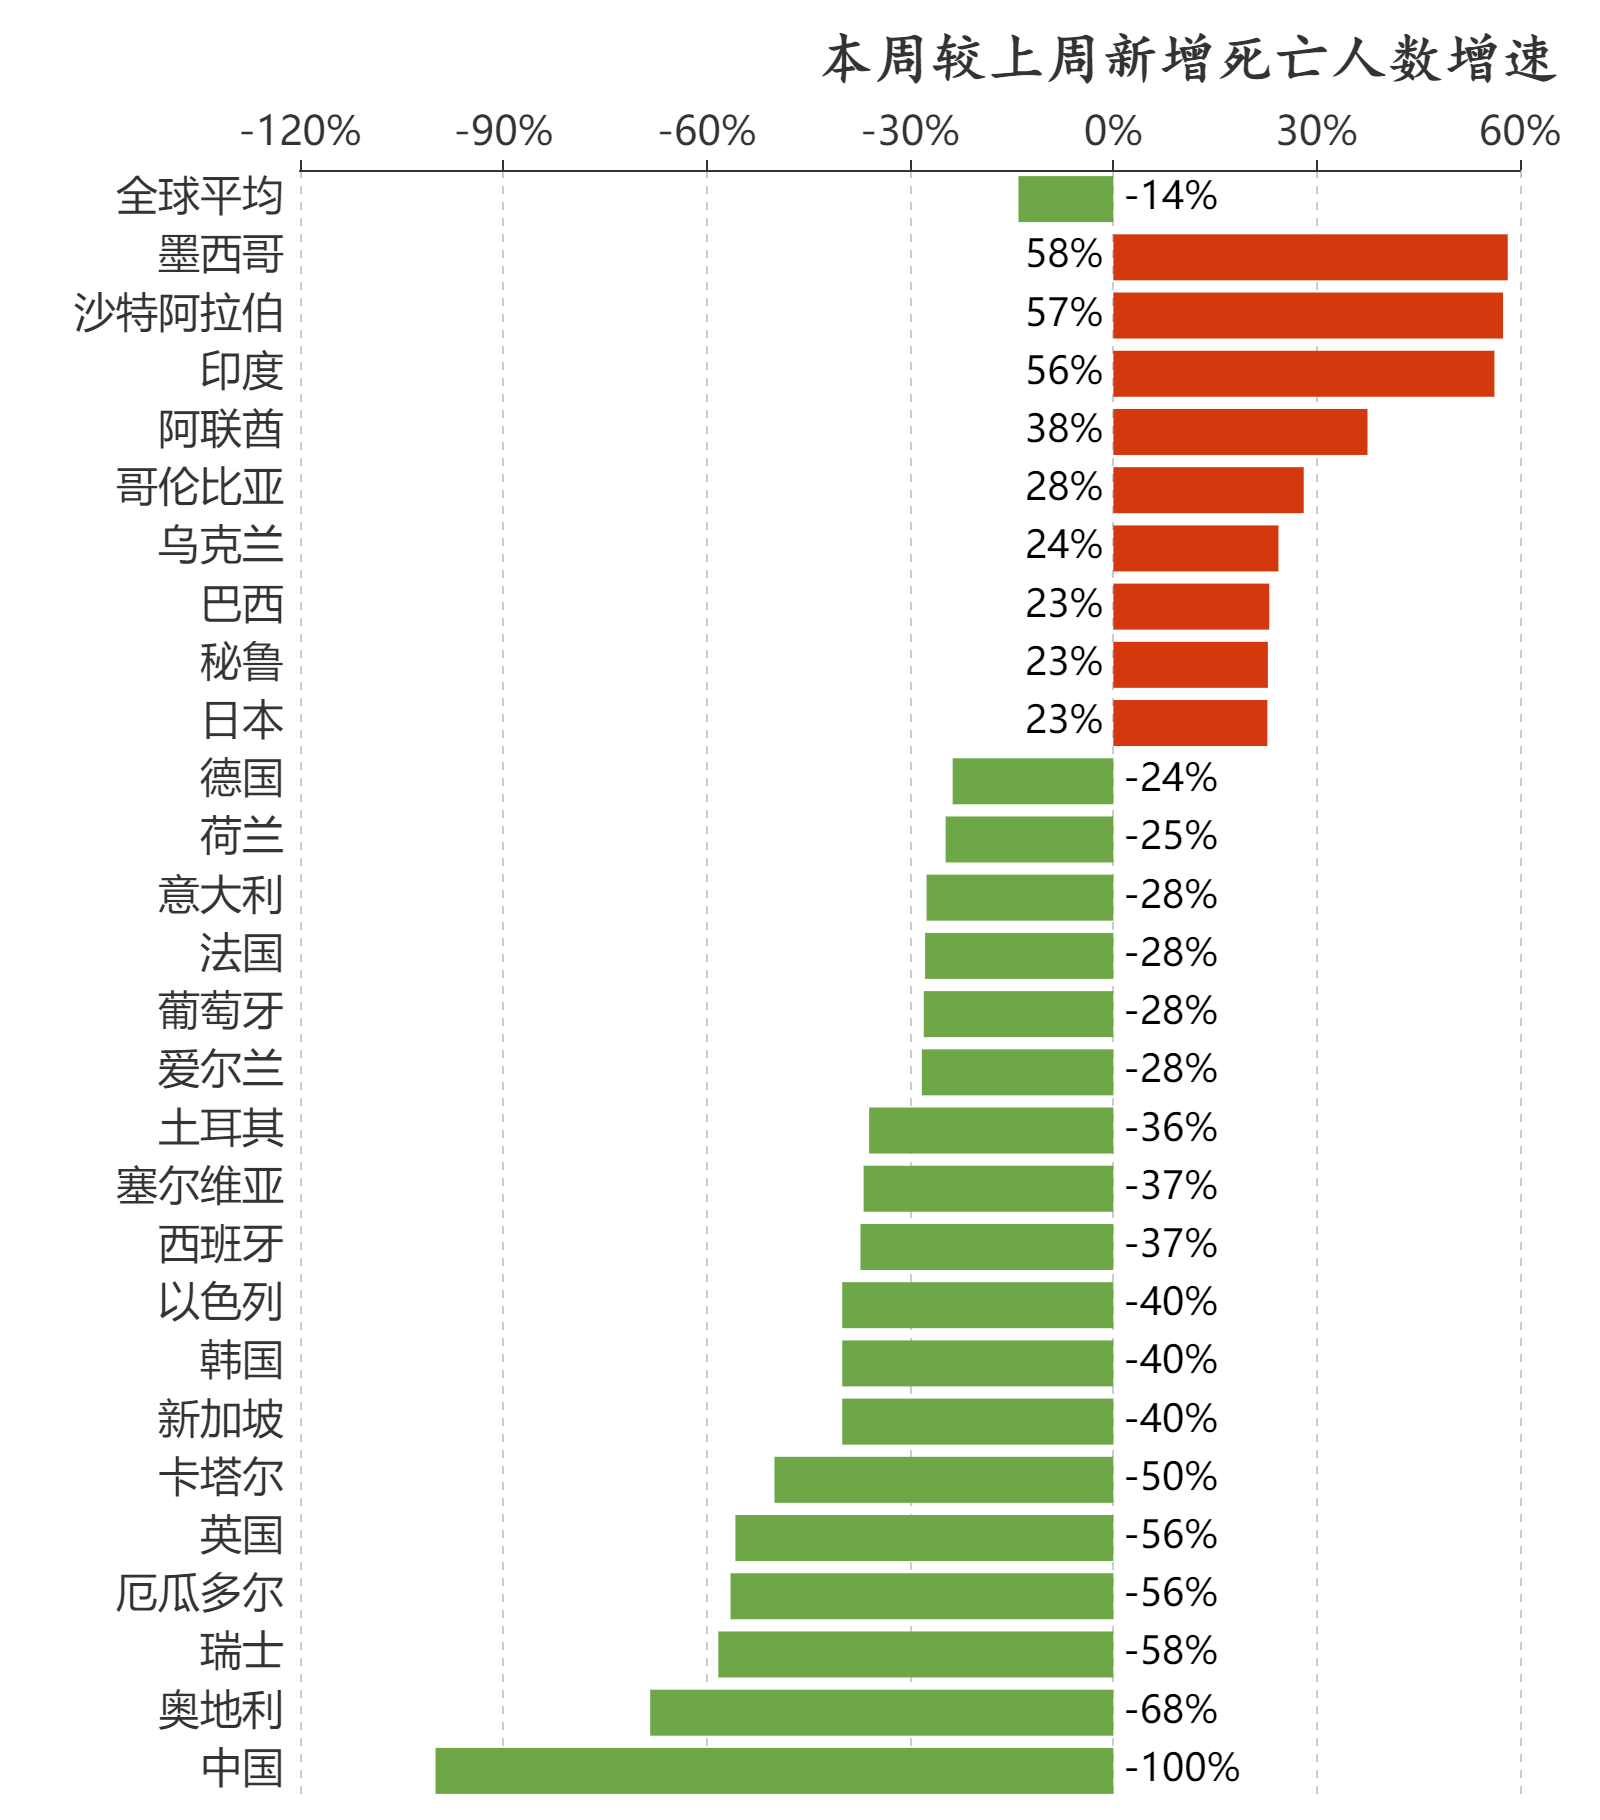 本周较上周新增死亡人数增速
-120% -90% -60% -30% 0% 30% 60%
全球平均 -14%
墨西哥 58%
沙特阿拉伯 57%
印度 56%
阿联酋 38%
哥伦比亚 28%
乌克兰 24%
巴西 23%
秘鲁 23%
日本 23%
德国 -24%
荷兰 -25%
意大利 -28%
法国 -28%
葡萄牙 -28%
爱尔兰 -28%
土耳其 -36%
塞尔维亚 -37%
西班牙 -37%
以色列 -40%
韩国 -40%
新加坡 -40%
卡塔尔 -50%
英国 -56%
厄瓜多尔 -56%
瑞士 -58%
奥地利 -68%
中国 -100%